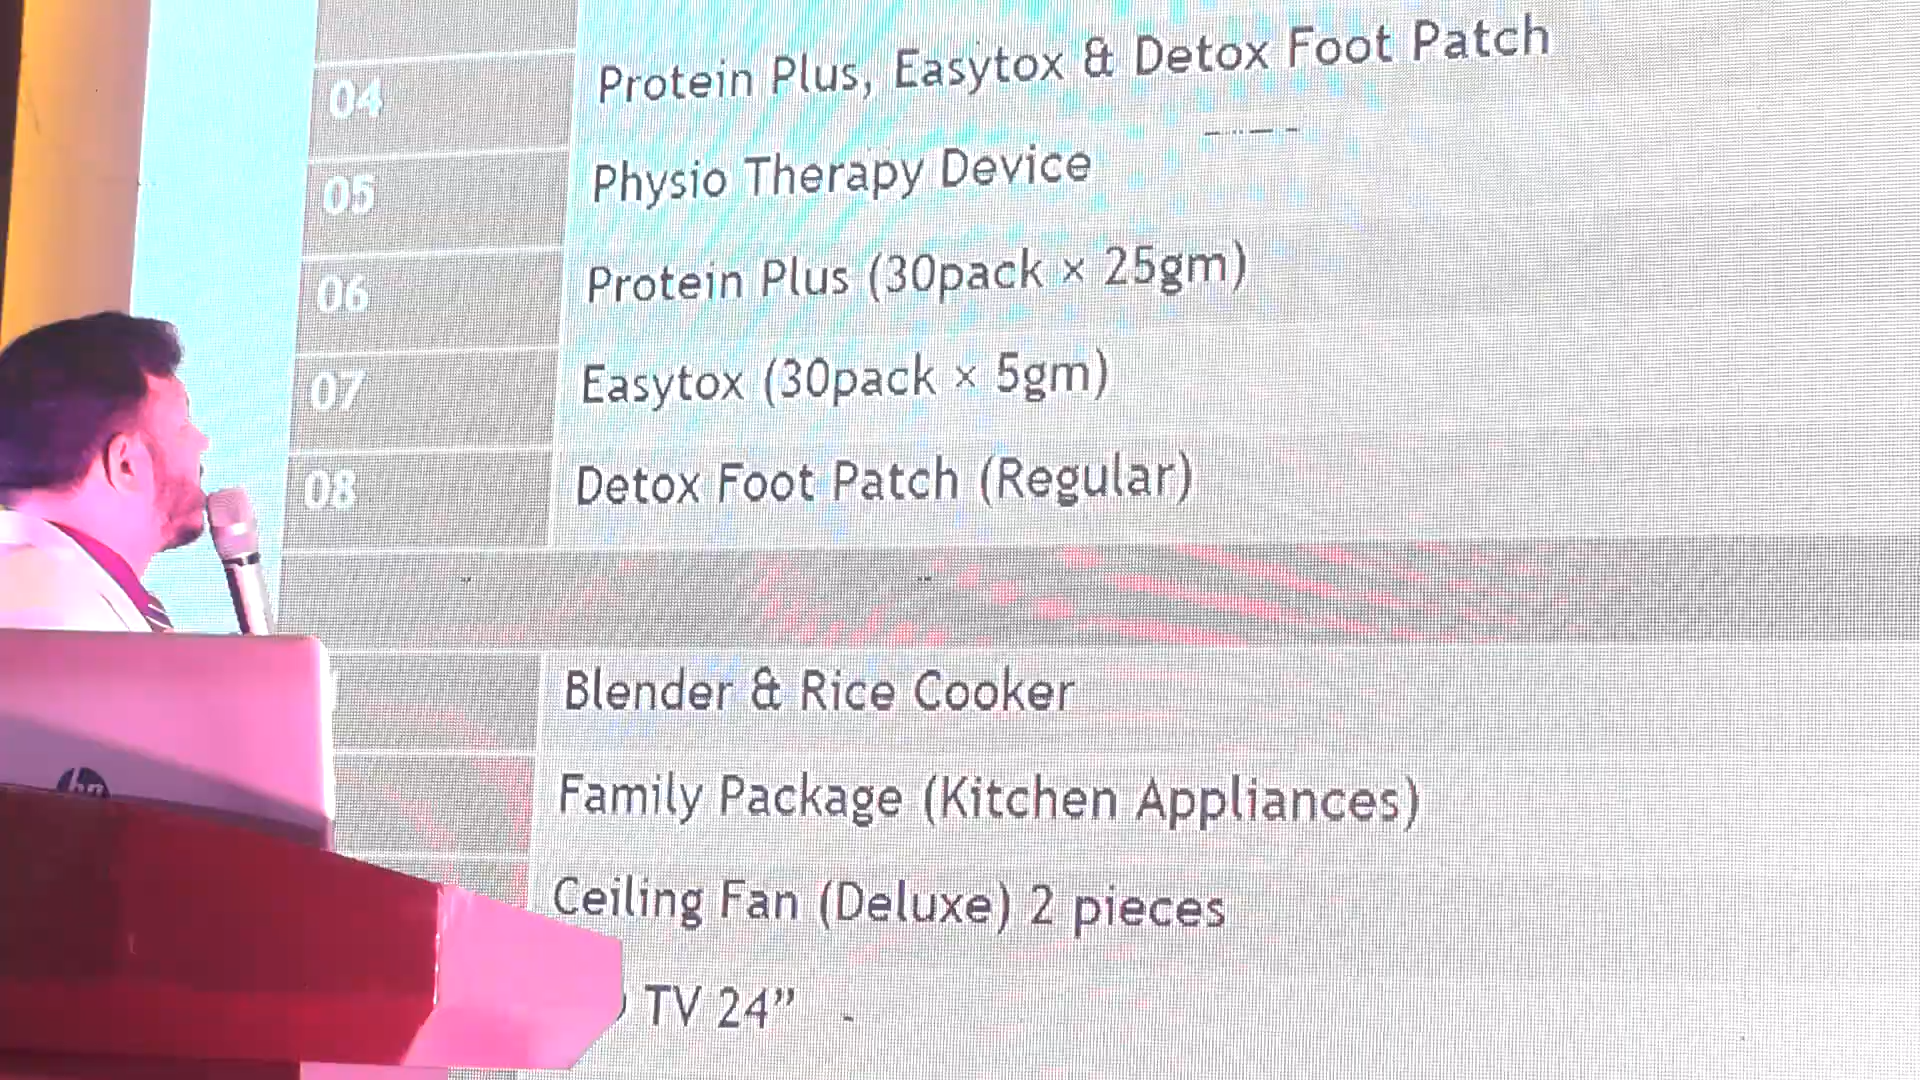 04 Protein Plus, Easytox & Detox Foot Patch
05 Physio Therapy Device
06 Protein Plus (30pack × 25gm)
07 Easytox (30pack × 5gm)
08 Detox Foot Patch (Regular)
Blender & Rice Cooker
Family Package (Kitchen Appliances)
Ceiling Fan (Deluxe) 2 pieces
TV 24”
hp